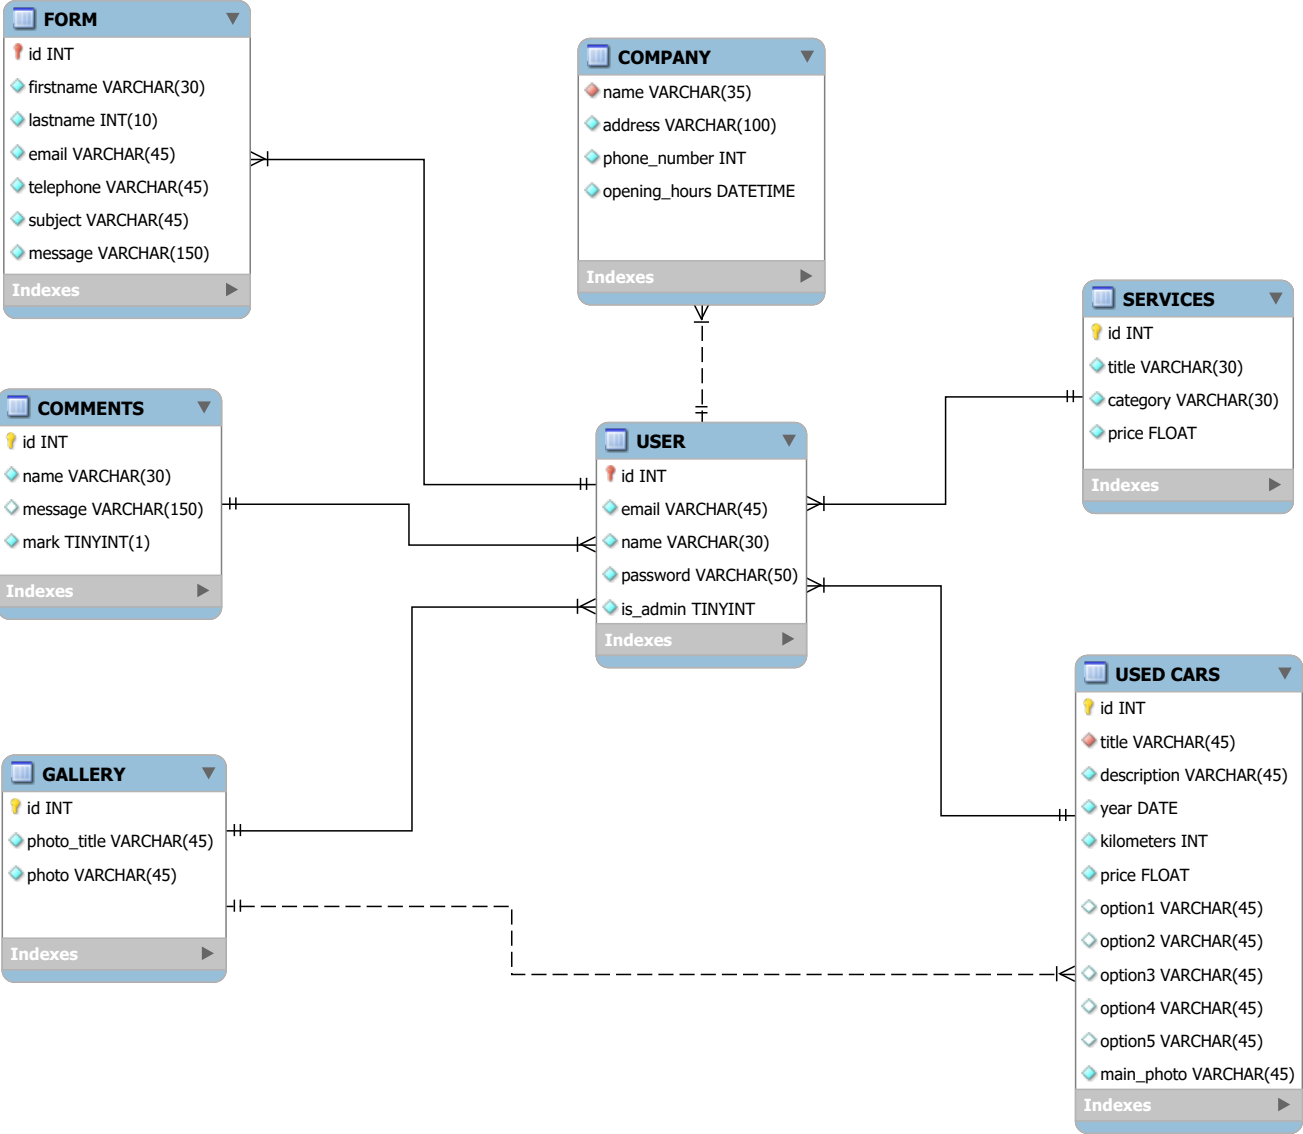 FORM
id INT
firstname VARCHAR(30)
lastname INT(10)
email VARCHAR(45)
telephone VARCHAR(45)
subject VARCHAR(45)
message VARCHAR(150)
Indexes
COMPANY
name VARCHAR(35)
address VARCHAR(100)
phone_number INT
opening_hours DATETIME
Indexes
SERVICES
id INT
title VARCHAR(30)
category VARCHAR(30)
price FLOAT
Indexes
COMMENTS
id INT
name VARCHAR(30)
message VARCHAR(150)
mark TINYINT(1)
Indexes
USER
id INT
email VARCHAR(45)
name VARCHAR(30)
password VARCHAR(50)
is_admin TINYINT
Indexes
GALLERY
id INT
photo_title VARCHAR(45)
photo VARCHAR(45)
Indexes
USED CARS
id INT
title VARCHAR(45)
description VARCHAR(45)
year DATE
kilometers INT
price FLOAT
option1 VARCHAR(45)
option2 VARCHAR(45)
option3 VARCHAR(45)
option4 VARCHAR(45)
option5 VARCHAR(45)
main_photo VARCHAR(45)
Indexes